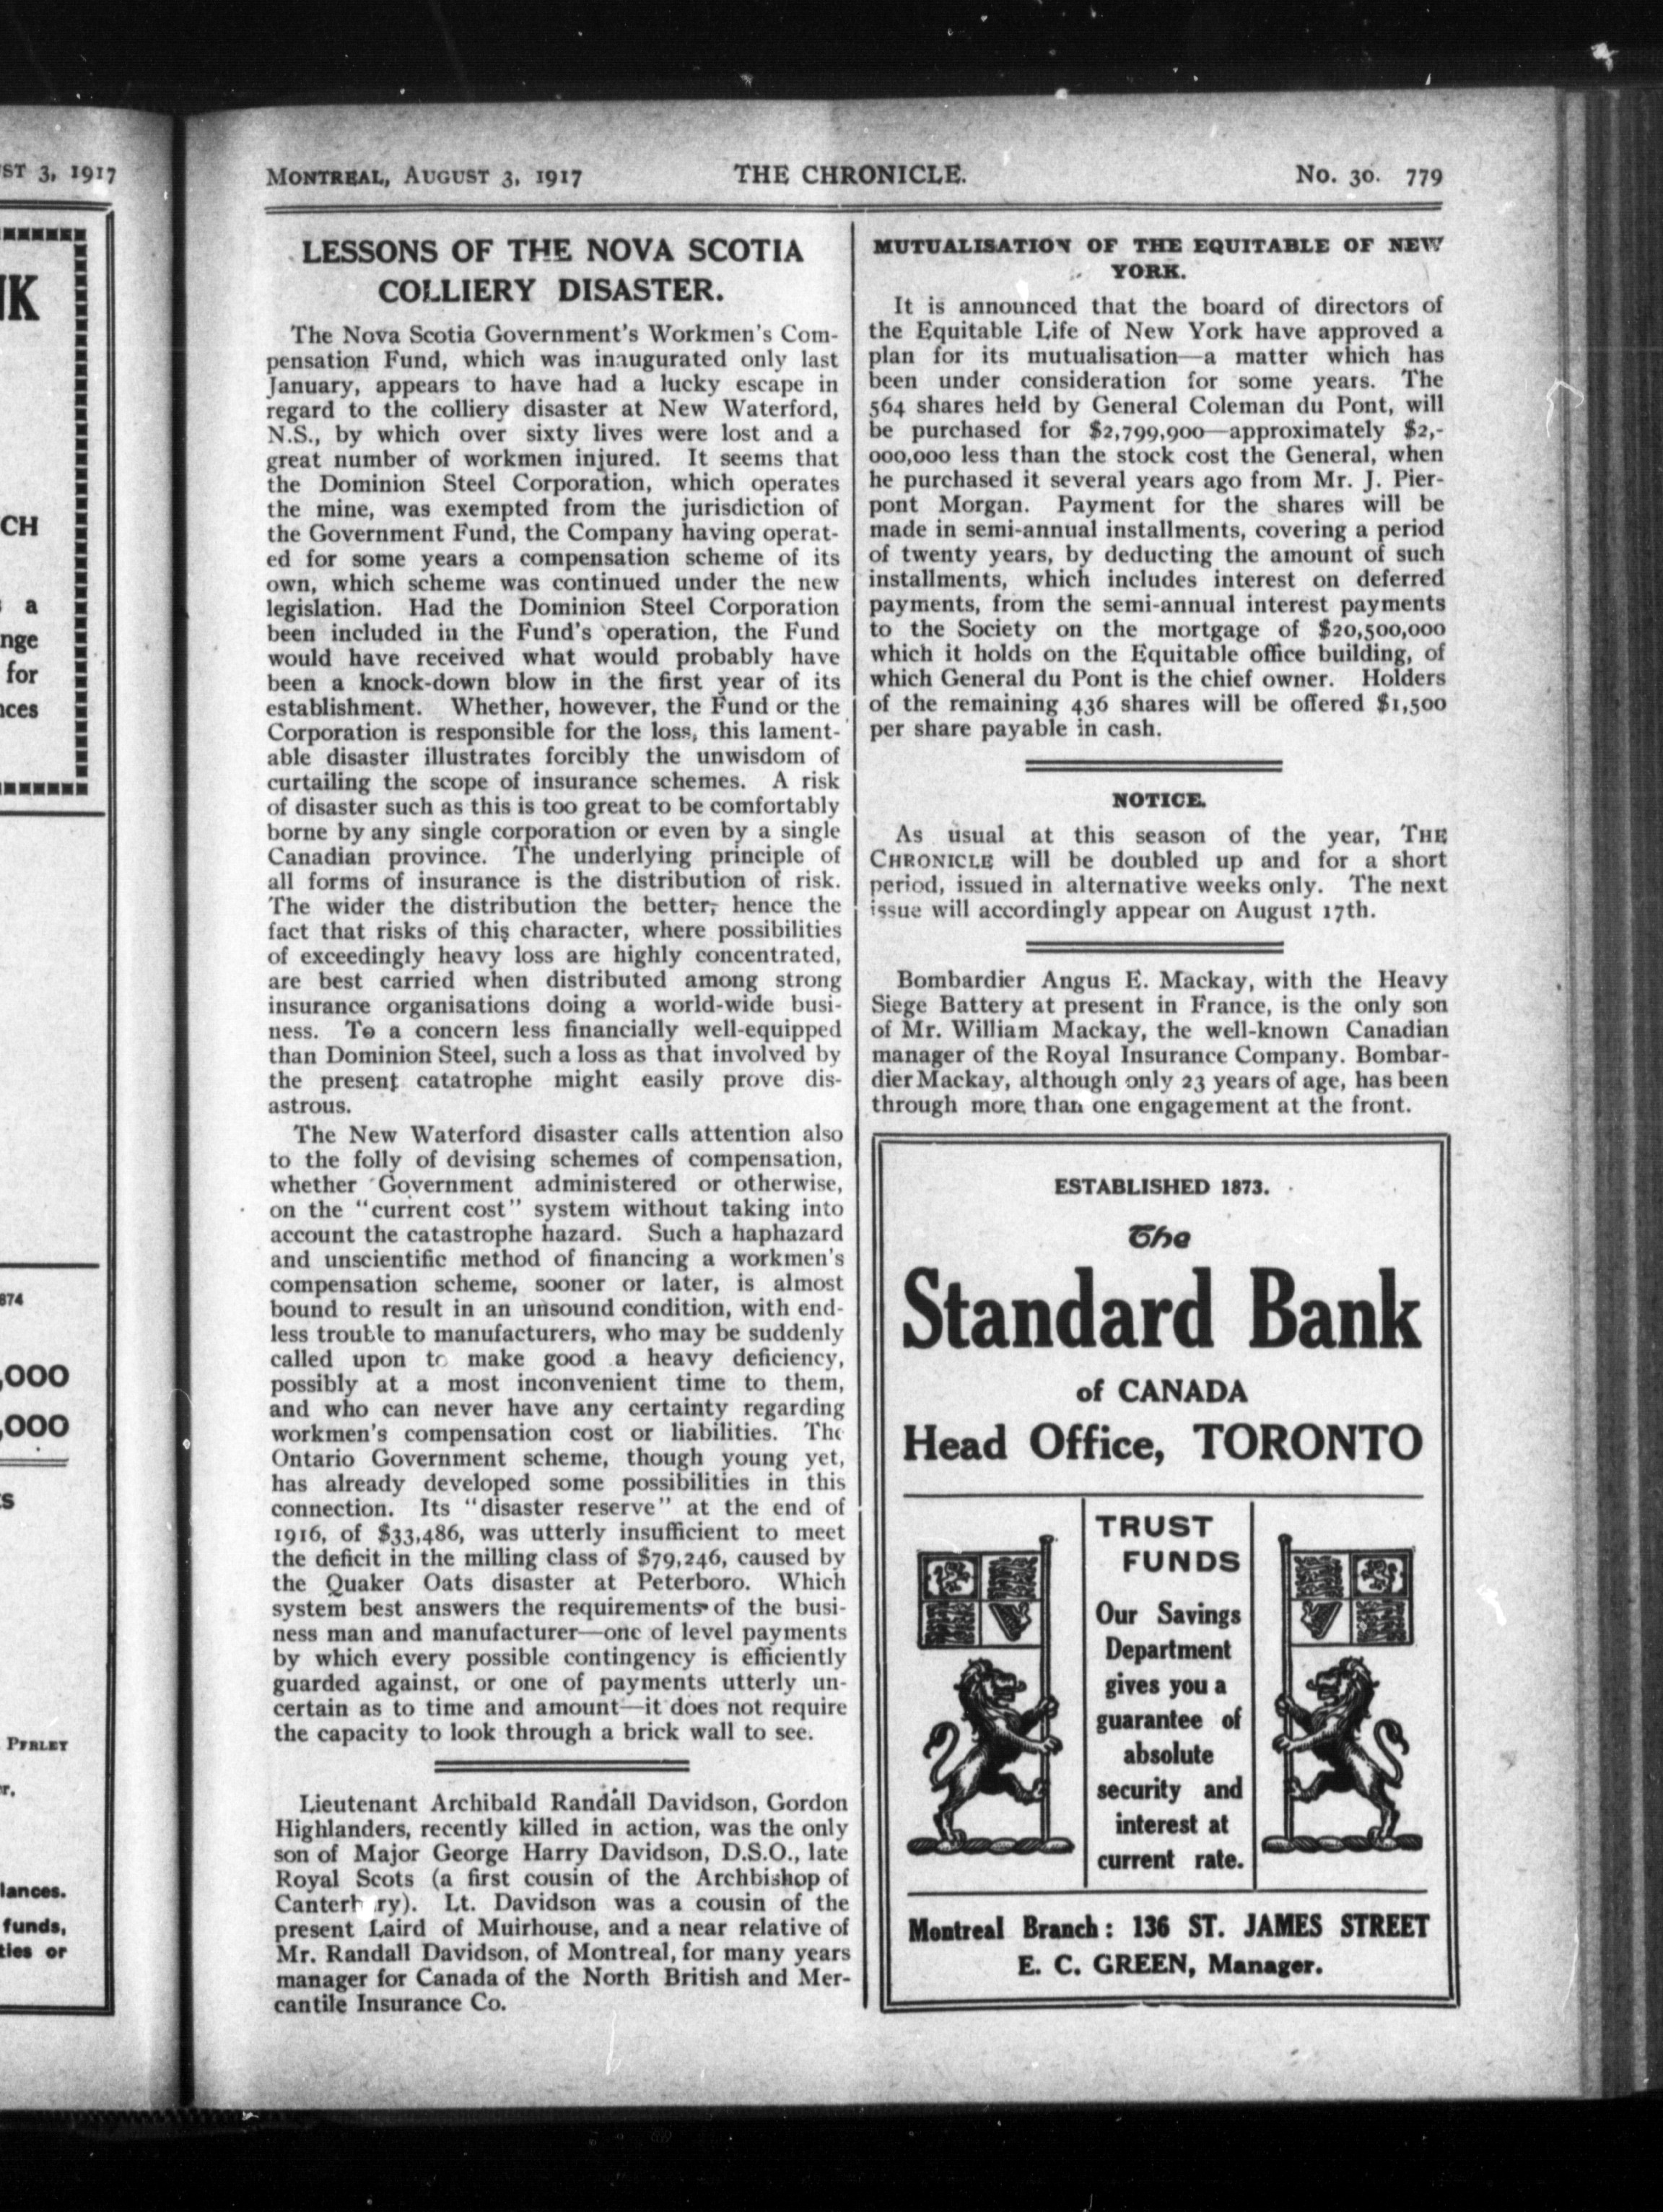 ST 3, 1917
NK
CH
a
nge
for
nces
874
,000
,000
PERLEY
lances.
funds,
ties or
MONTREAL, AUGUST 3, 1917 THE CHRONICLE. No. 30. 779
LESSONS OF THE NOVA SCOTIA
COLLIERY DISASTER.
The Nova Scotia Government's Workmen's Com-
pensation Fund, which was inaugurated only last
January, appears to have had a lucky escape in
regard to the colliery disaster at New Waterford,
N.S., by which over sixty lives were lost and a
great number of workmen injured. It seems that
the Dominion Steel Corporation, which operates
the mine, was exempted from the jurisdiction of
the Government Fund, the Company having operat-
ed for some years a compensation scheme of its
own, which scheme was continued under the new
legislation. Had the Dominion Steel Corporation
been included in the Fund's operation, the Fund
would have received what would probably have
been a knock-down blow in the first year of its
establishment. Whether, however, the Fund or the
Corporation is responsible for the loss, this lament-
able disaster illustrates forcibly the unwisdom of
curtailing the scope of insurance schemes. A risk
of disaster such as this is too great to be comfortably
borne by any single corporation or even by a single
Canadian province. The underlying principle of
all forms of insurance is the distribution of risk.
The wider the distribution the better, hence the
fact that risks of this character, where possibilities
of exceedingly heavy loss are highly concentrated,
are best carried when distributed among strong
insurance organisations doing a world-wide busi-
ness. To a concern less financially well-equipped
than Dominion Steel, such a loss as that involved by
the present catatrophe might easily prove dis-
astrous.
The New Waterford disaster calls attention also
to the folly of devising schemes of compensation,
whether Government administered or otherwise,
on the "current cost" system without taking into
account the catastrophe hazard. Such a haphazard
and unscientific method of financing a workmen's
compensation scheme, sooner or later, is almost
bound to result in an unsound condition, with end-
less trouble to manufacturers, who may be suddenly
called upon to make good a heavy deficiency,
possibly at a most inconvenient time to them,
and who can never have any certainty regarding
workmen's compensation cost or liabilities. The
Ontario Government scheme, though young yet,
has already developed some possibilities in this
connection. Its "disaster reserve" at the end of
1916, of $33,486, was utterly insufficient to meet
the deficit in the milling class of $79,246, caused by
the Quaker Oats disaster at Peterboro. Which
system best answers the requirements of the busi-
ness man and manufacturer—one of level payments
by which every possible contingency is efficiently
guarded against, or one of payments utterly un-
certain as to time and amount—it does not require
the capacity to look through a brick wall to see.
Lieutenant Archibald Randall Davidson, Gordon
Highlanders, recently killed in action, was the only
son of Major George Harry Davidson, D.S.O., late
Royal Scots (a first cousin of the Archbishop of
Canterbury). Lt. Davidson was a cousin of the
present Laird of Muirhouse, and a near relative of
Mr. Randall Davidson, of Montreal, for many years
manager for Canada of the North British and Mer-
cantile Insurance Co.
MUTUALISATION OF THE EQUITABLE OF NEW
YORK.
It is announced that the board of directors of
the Equitable Life of New York have approved a
plan for its mutualisation—a matter which has
been under consideration for some years. The
564 shares held by General Coleman du Pont, will
be purchased for $2,799,900—approximately $2,-
000,000 less than the stock cost the General, when
he purchased it several years ago from Mr. J. Pier-
pont Morgan. Payment for the shares will be
made in semi-annual installments, covering a period
of twenty years, by deducting the amount of such
installments, which includes interest on deferred
payments, from the semi-annual interest payments
to the Society on the mortgage of $20,500,000
which it holds on the Equitable office building, of
which General du Pont is the chief owner. Holders
of the remaining 436 shares will be offered $1,500
per share payable in cash.
NOTICE.
As usual at this season of the year, THE
CHRONICLE will be doubled up and for a short
period, issued in alternative weeks only. The next
issue will accordingly appear on August 17th.
Bombardier Angus E. Mackay, with the Heavy
Siege Battery at present in France, is the only son
of Mr. William Mackay, the well-known Canadian
manager of the Royal Insurance Company. Bombar-
dier Mackay, although only 23 years of age, has been
through more than one engagement at the front.
ESTABLISHED 1873.
The
Standard Bank
of CANADA
Head Office, TORONTO
TRUST
FUNDS
Our Savings
Department
gives you a
guarantee of
absolute
security and
interest at
current rate.
Montreal Branch: 136 ST. JAMES STREET
E. C. GREEN, Manager.